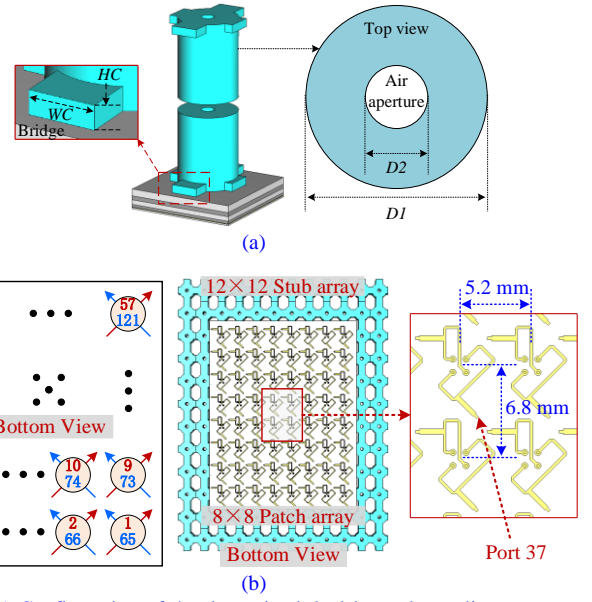 Top view
Air
aperture
HC
WC
Bridge
D2
D1
(a)
57
121
Bottom View
10
74
9
73
2
66
1
65
12×12 Stub array
8×8 Patch array
Bottom View
5.2 mm
6.8 mm
Port 37
(b)